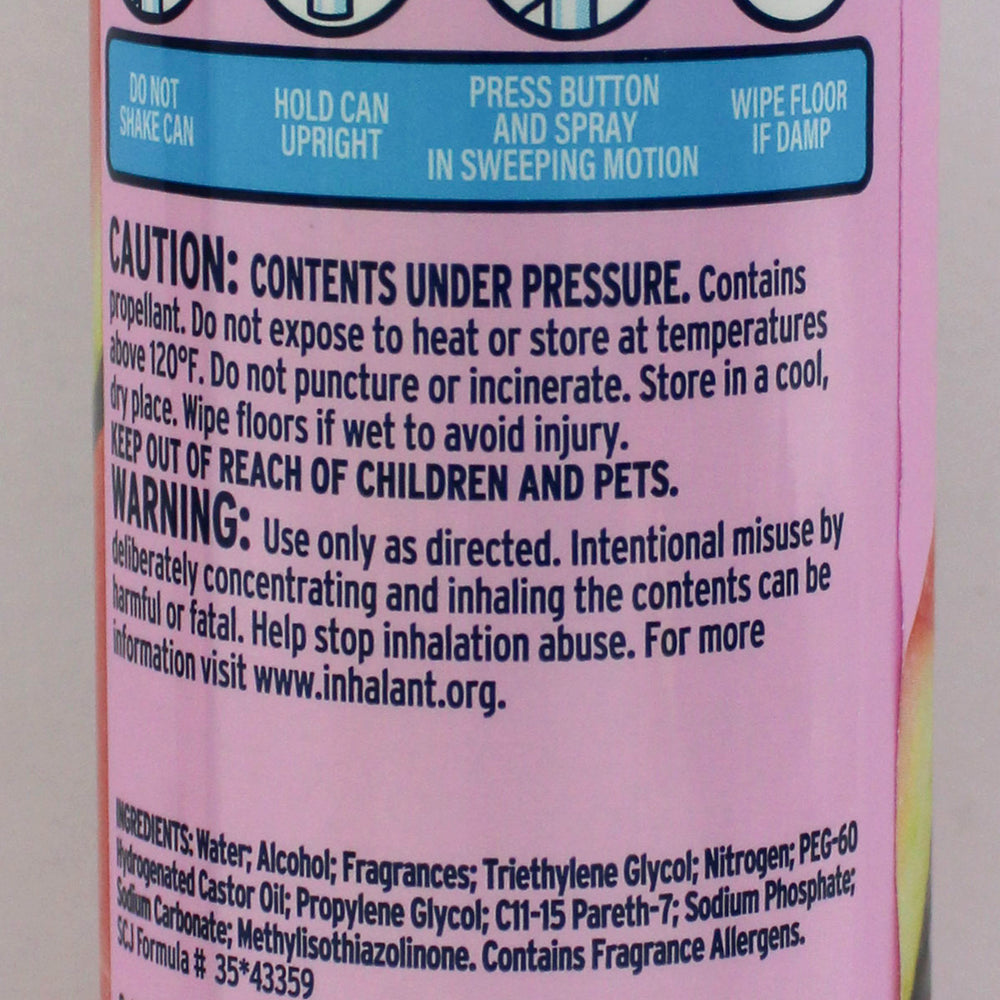 DO NOT
SHAKE CAN
HOLD CAN
UPRIGHT
PRESS BUTTON
AND SPRAY
IN SWEEPING MOTION
WIPE FLOOR
IF DAMP
CAUTION: CONTENTS UNDER PRESSURE. Contains
propellant. Do not expose to heat or store at temperatures
above 120°F. Do not puncture or incinerate. Store in a cool,
dry place. Wipe floors if wet to avoid injury.
KEEP OUT OF REACH OF CHILDREN AND PETS.
WARNING: Use only as directed. Intentional misuse by
deliberately concentrating and inhaling the contents can be
harmful or fatal. Help stop inhalation abuse. For more
information visit www.inhalant.org.
INGREDIENTS: Water; Alcohol; Fragrances; Triethylene Glycol; Nitrogen; PEG-60
Hydrogenated Castor Oil; Propylene Glycol; C11-15 Pareth-7; Sodium Phosphate;
Sodium Carbonate; Methylisothiazolinone. Contains Fragrance Allergens.
SCJ Formula # 35*43359